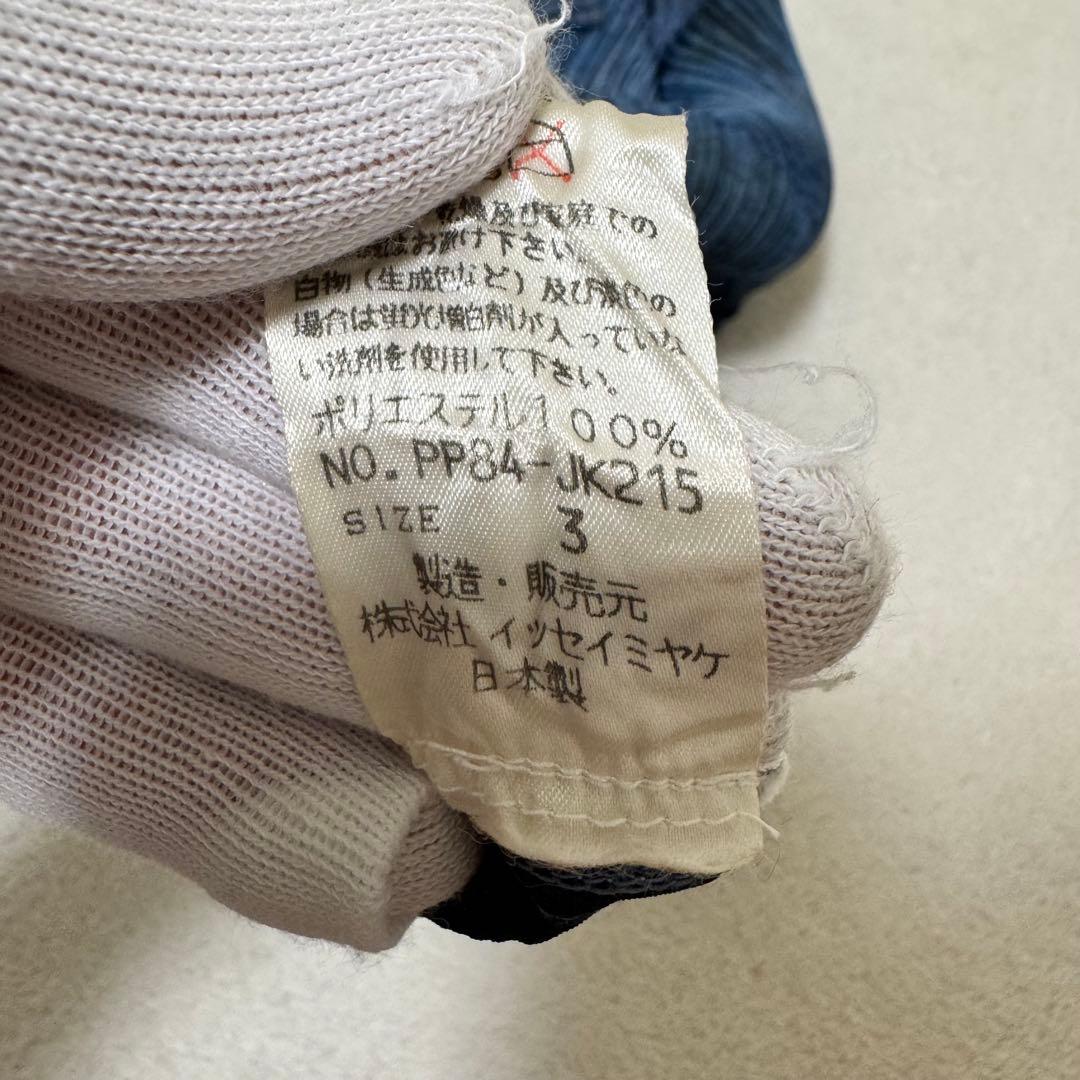 及び家庭での
はお避け下さい。
白物(生成色など)及び淡色の
場合は蛍光増白剤が入っていな
い洗剤を使用して下さい。
ポリエステル100%
NO. PP84-JK215
SIZE 3
製造・販売元
株式会社 イッセイミヤケ
日本製